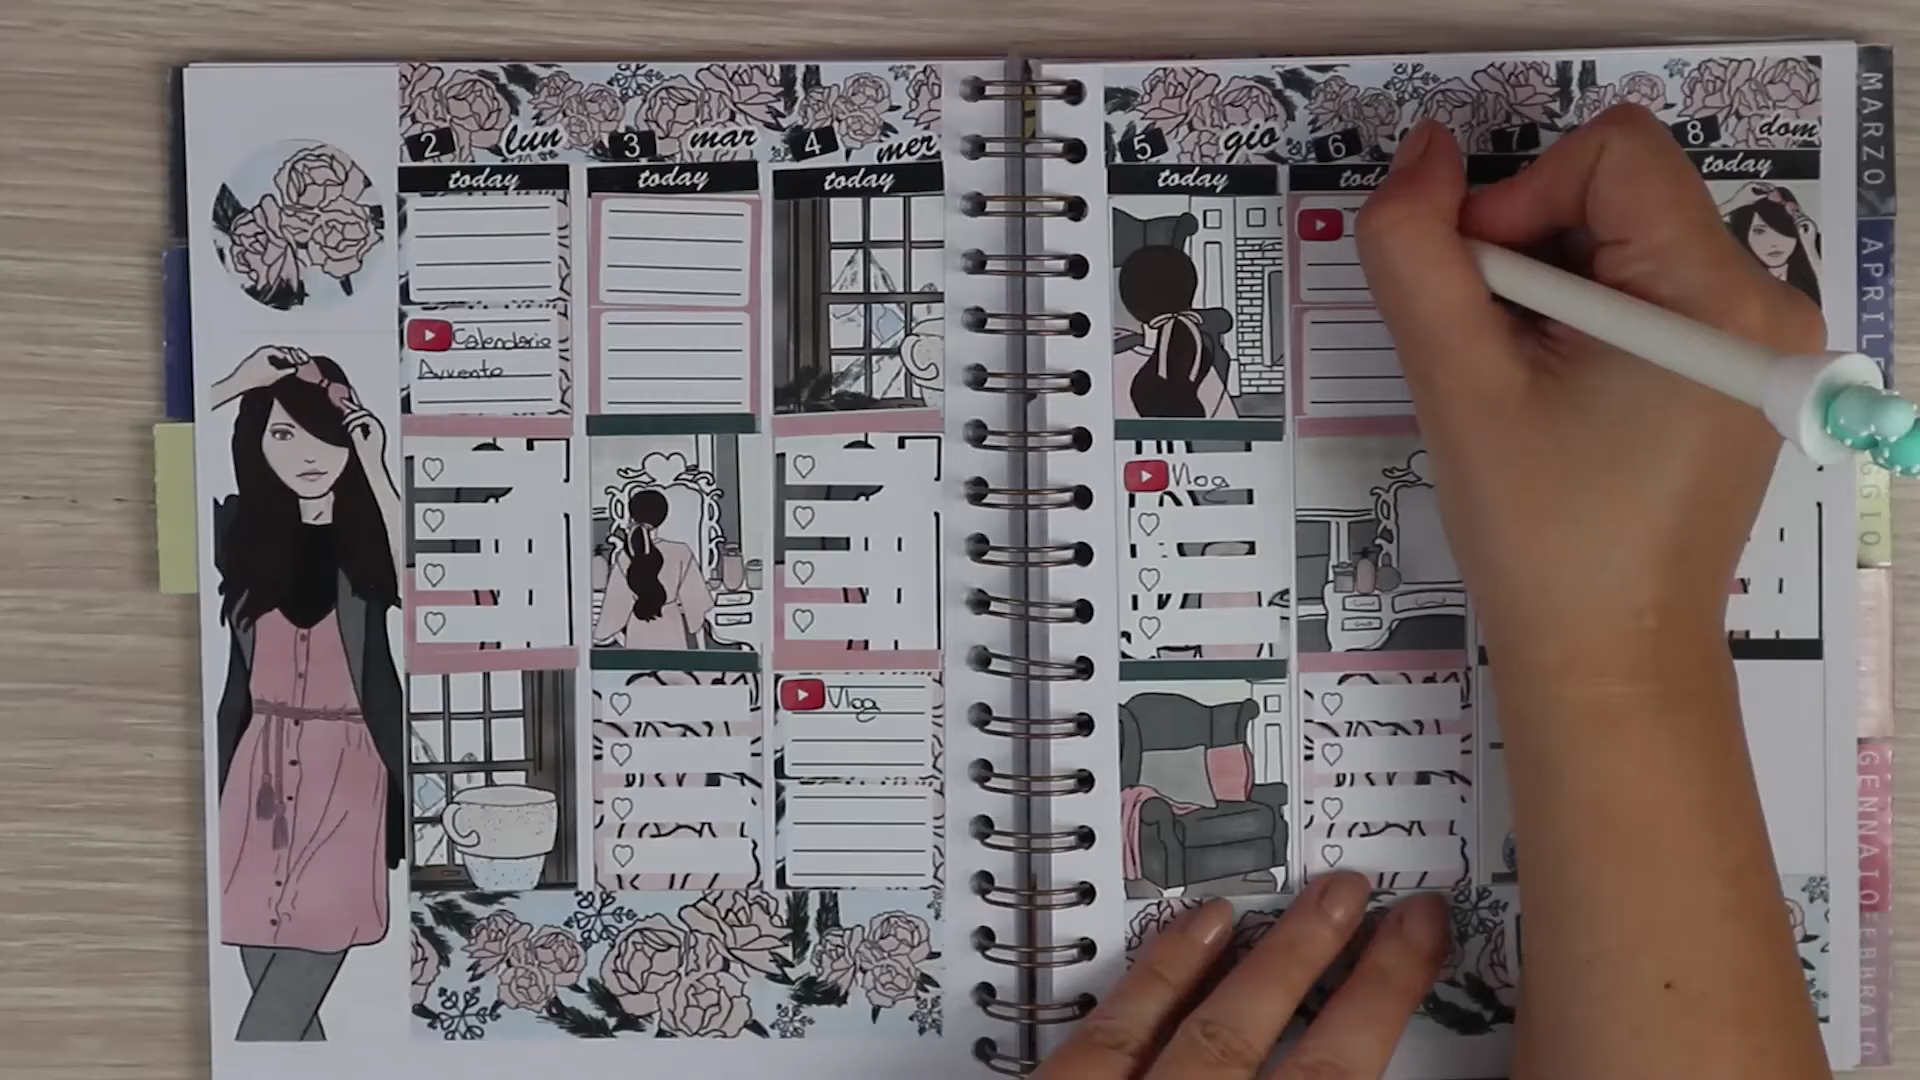 2 lun
3 mar
4 mer
5 gio
6
7
8 dom
today
today
today
today
today
Calendario
Avvento
Vlog
Vlog
MARZO
APRILE
GENNAIO
FEBBRAIO